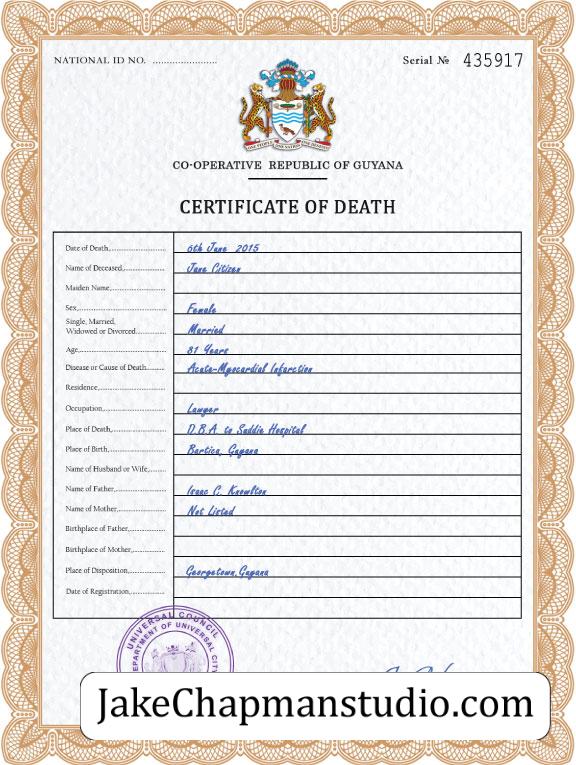 NATIONAL ID NO. ........................
Serial № 435917
ONE PEOPLE ONE NATION ONE DESTINY
CO-OPERATIVE REPUBLIC OF GUYANA
CERTIFICATE OF DEATH
Date of Death,...................... 6th June 2015
Name of Deceased,................ Jane Citizen
Maiden Name,......................
Sex,.................................... Female
Single, Married,
Widowed or Divorced............ Married
Age,................................... 81 Years
Disease or Cause of Death........ Acute-Myocardial Infarction
Residence,...........................
Occupation,......................... Lawyer
Place of Death,..................... D.B.A. to Suddie Hospital
Place of Birth,...................... Bartica, Guyana
Name of Husband or Wife,.......
Name of Father,.................... Isaac C. Knowlton
Name of Mother,................... Not Listed
Birthplace of Father,..............
Birthplace of Mother,.............
Place of Disposition,............... Georgetown,Guyana
Date of Registration,...............
UNIVERSAL COUNCIL
DEPARTMENT OF UNIVERSAL CITY
JakeChapmanstudio.com